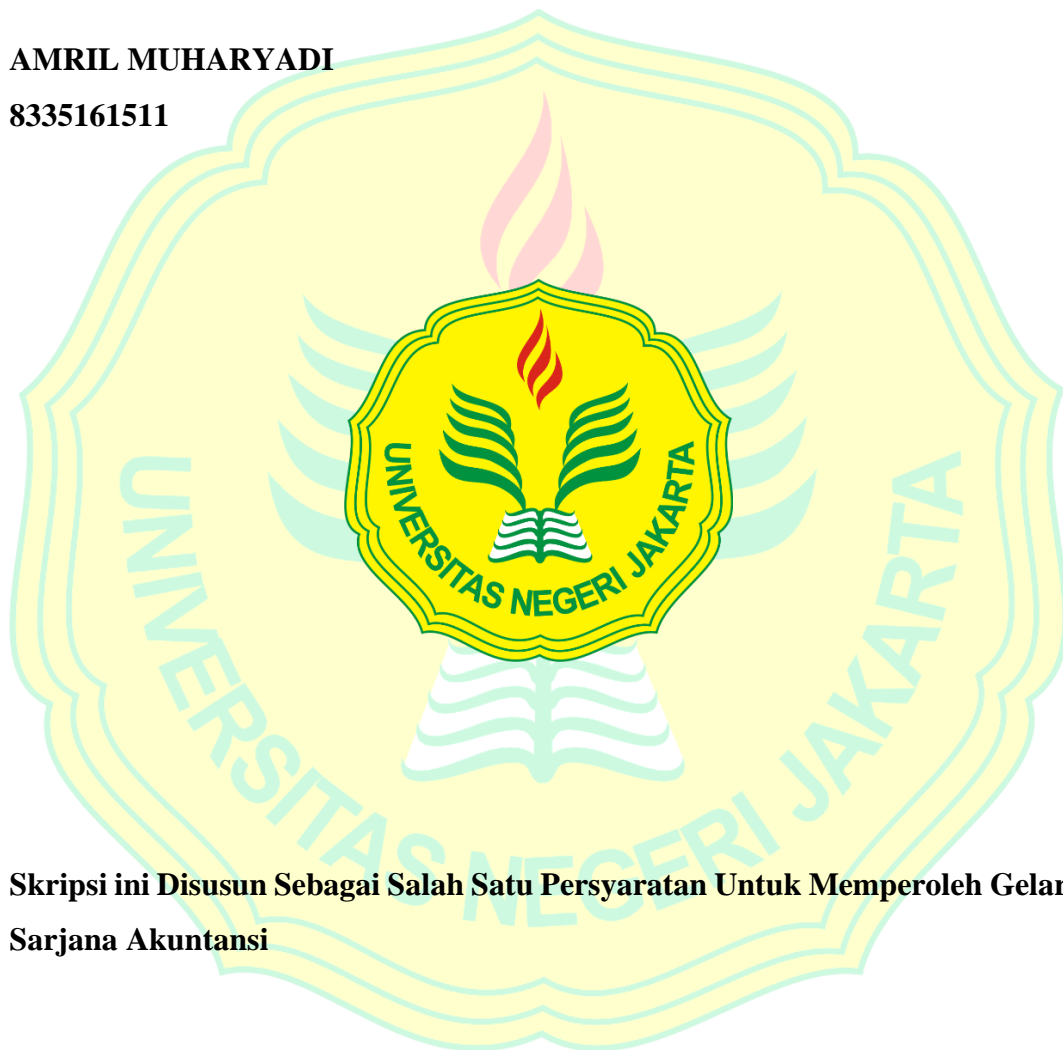 AMRIL MUHARYADI
8335161511
UNIVERSITAS NEGERI JAKARTA
UNIVERSITAS NEGERI JAKARTA
Skripsi ini Disusun Sebagai Salah Satu Persyaratan Untuk Memperoleh Gelar
Sarjana Akuntansi